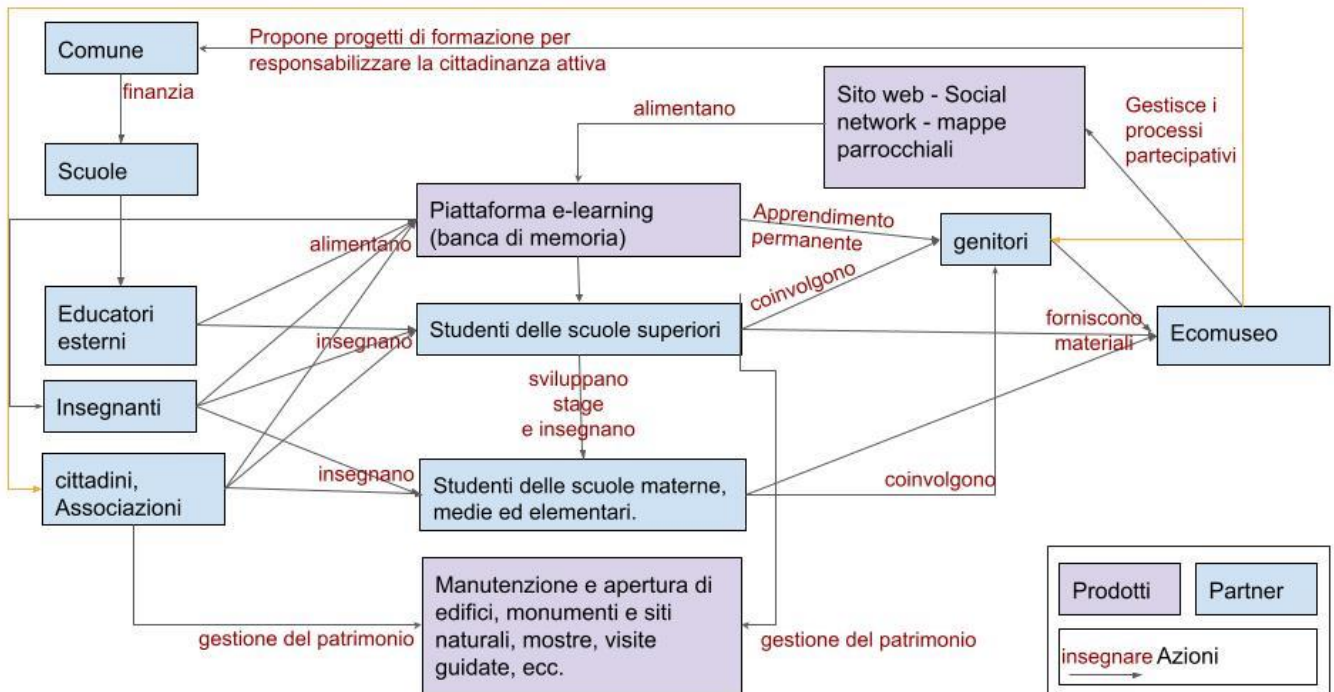 Comune
Propone progetti di formazione per
responsabilizzare la cittadinanza attiva
finanzia
Scuole
alimentano
Sito web - Social
network - mappe
parrocchiali
Gestisce i
processi
partecipativi
Piattaforma e-learning
(banca di memoria)
alimentano
Apprendimento
permanente
genitori
Educatori
esterni
insegnano
Studenti delle scuole superiori
coinvolgono
forniscono
materiali
Ecomuseo
Insegnanti
sviluppano
stage
e insegnano
cittadini,
Associazioni
insegnano
Studenti delle scuole materne,
medie ed elementari.
coinvolgono
gestione del patrimonio
Manutenzione e apertura di
edifici, monumenti e siti
naturali, mostre, visite
guidate, ecc.
gestione del patrimonio
Prodotti
Partner
insegnare Azioni